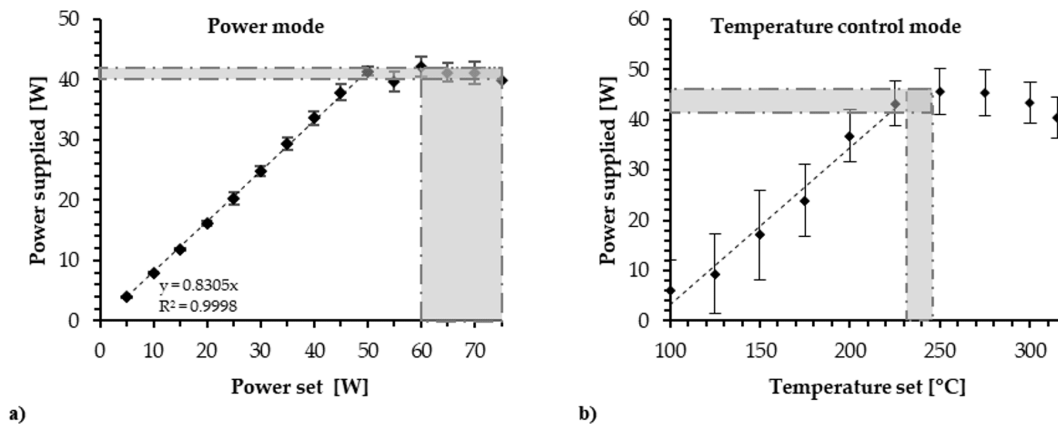 Power mode
50
40
30
20
10
0
Power supplied [W]
y = 0.8305x
R² = 0.9998
0 10 20 30 40 50 60 70
Power set [W]
a)
Temperature control mode
60
50
40
30
20
10
0
Power supplied [W]
100 150 200 250 300
Temperature set [°C]
b)